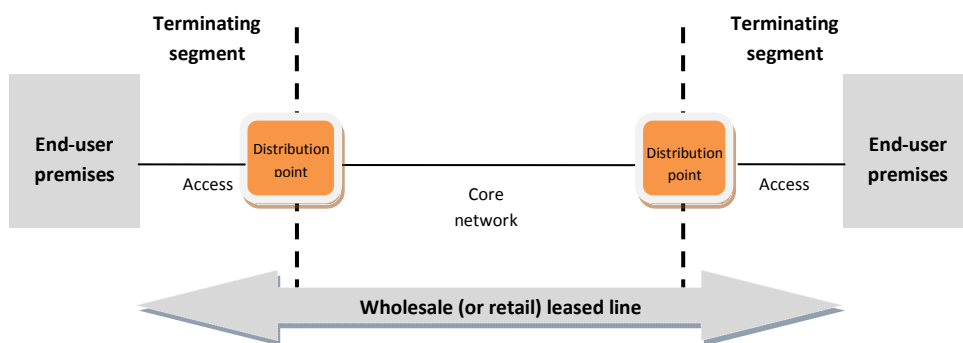 Terminating
segment
Terminating
segment
End-user
premises
Access
Distribution
point
Core
network
Distribution
point
Access
End-user
premises
Wholesale (or retail) leased line